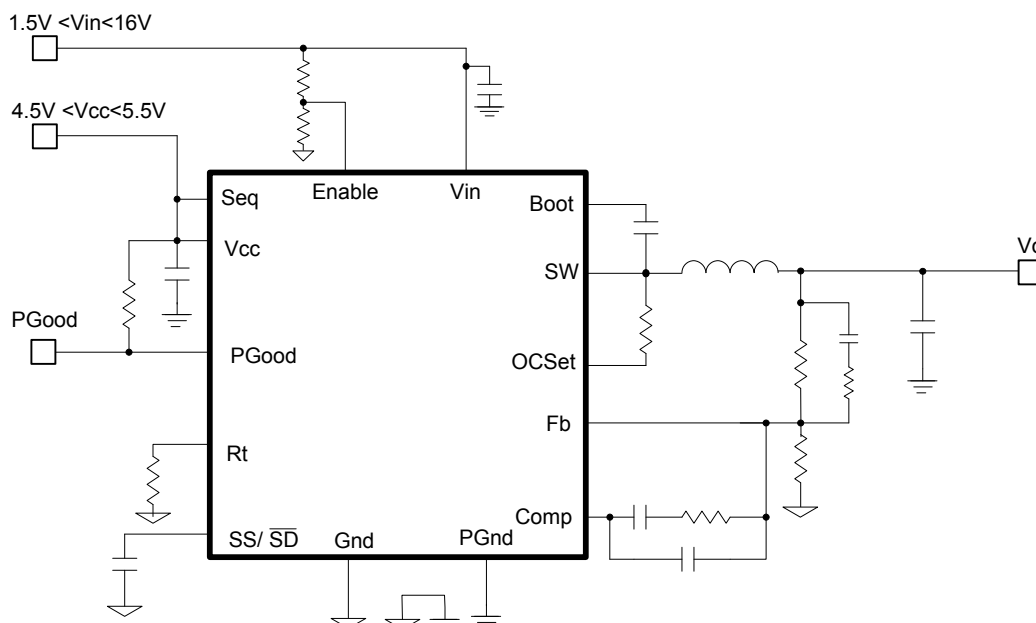 1.5V <Vin<16V
4.5V <Vcc<5.5V
Enable
Vin
Seq
Boot
Vcc
SW
PGood
PGood
OCSet
Fb
Rt
Comp
SS/ SD
Gnd
PGnd